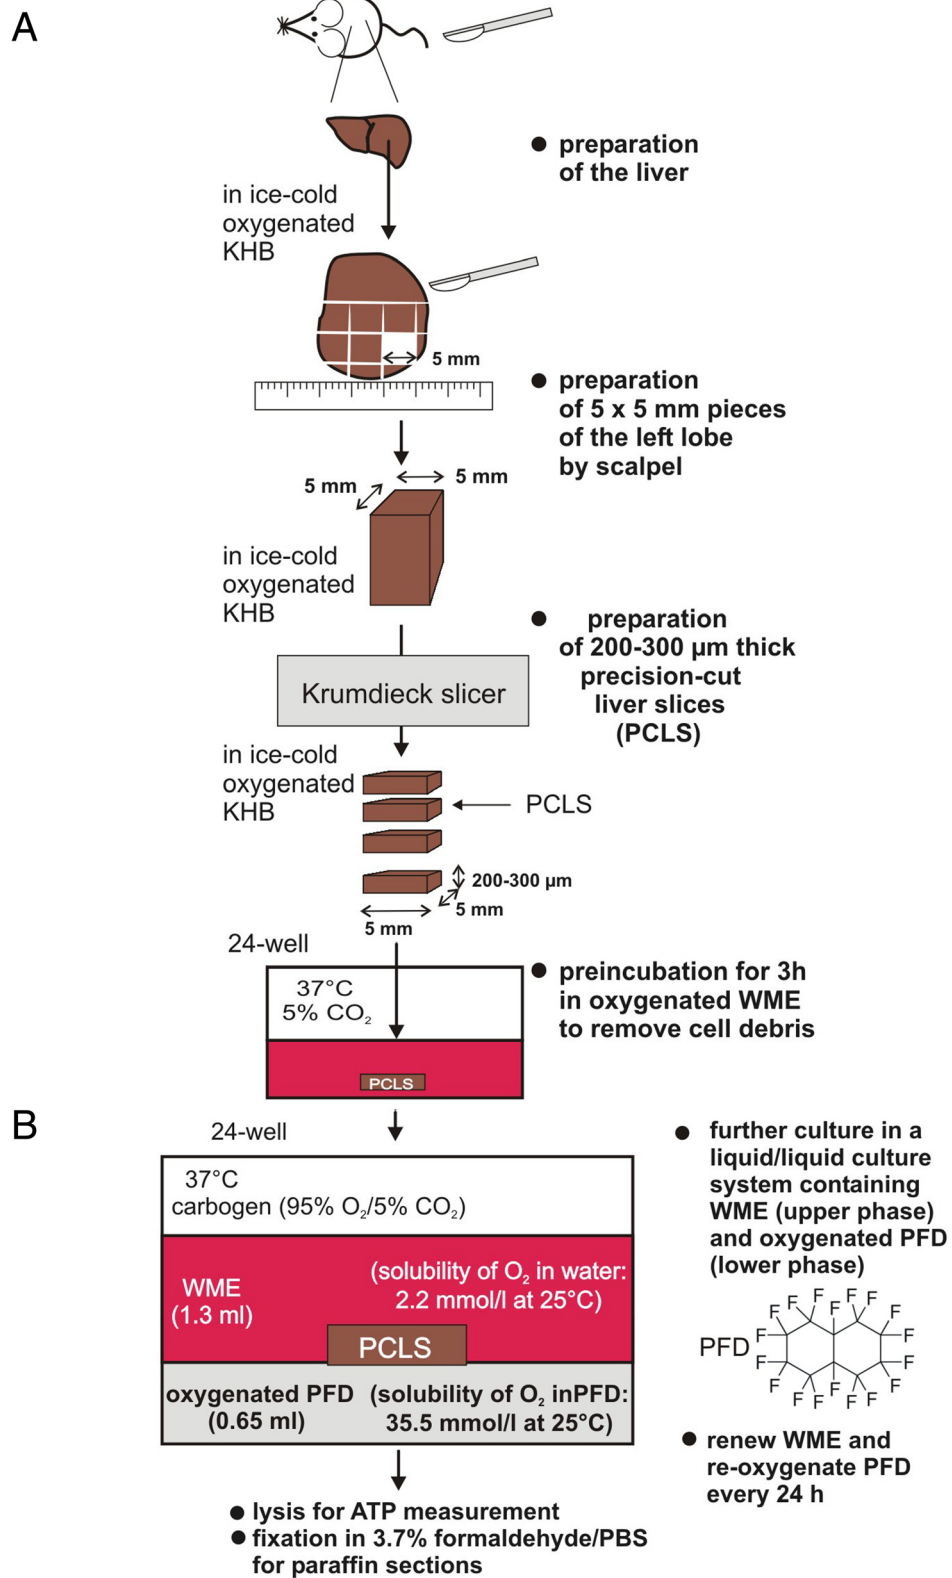 A
preparation
of the liver
in ice-cold
oxygenated
KHB
5 mm
preparation
of 5 x 5 mm pieces
of the left lobe
by scalpel
5 mm
5 mm
in ice-cold
oxygenated
KHB
preparation
of 200-300 µm thick
precision-cut
liver slices
(PCLS)
Krumdieck slicer
in ice-cold
oxygenated
KHB
PCLS
200-300 µm
5 mm
5 mm
24-well
37°C
5% CO₂
preincubation for 3h
in oxygenated WME
to remove cell debris
PCLS
B
24-well
37°C
carbogen (95% O₂/5% CO₂)
WME
(1.3 ml)
(solubility of O₂ in water:
2.2 mmol/l at 25°C)
PCLS
oxygenated PFD
(0.65 ml)
(solubility of O₂ inPFD:
35.5 mmol/l at 25°C)
further culture in a
liquid/liquid culture
system containing
WME (upper phase)
and oxygenated PFD
(lower phase)
F F F F F
F F
PFD F F
F F
F F F
F F F F
renew WME and
re-oxygenate PFD
every 24 h
lysis for ATP measurement
fixation in 3.7% formaldehyde/PBS
for paraffin sections